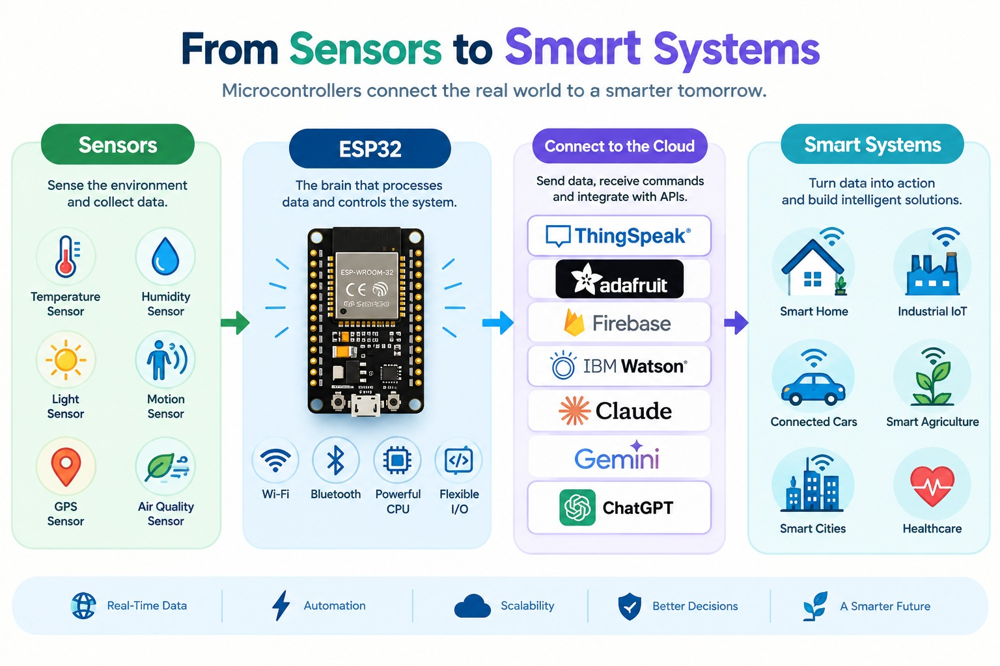 From Sensors to Smart Systems
Microcontrollers connect the real world to a smarter tomorrow.
Sensors
Sense the environment
and collect data.
Temperature
Sensor
Humidity
Sensor
Light
Sensor
Motion
Sensor
GPS
Sensor
Air Quality
Sensor
ESP32
The brain that processes
data and controls the system.
ESP-WROOM-32
CE
Wi-Fi
Bluetooth
Powerful
CPU
Flexible
I/O
Connect to the Cloud
Send data, receive commands
and integrate with APIs.
ThingSpeak®
adafruit
Firebase
IBM Watson®
Claude
Gemini
ChatGPT
Smart Systems
Turn data into action
and build intelligent solutions.
Smart Home
Industrial IoT
Connected Cars
Smart Agriculture
Smart Cities
Healthcare
Real-Time Data
Automation
Scalability
Better Decisions
A Smarter Future